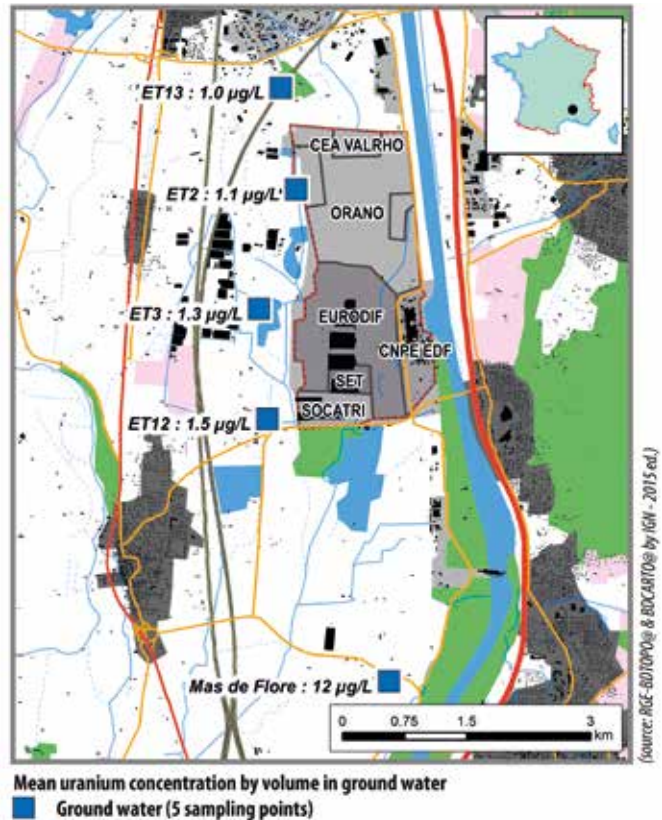 ET13 : 1.0 µg/L
CEA VALRHO
ET2 : 1.1 µg/L
ORANO
ET3 : 1.3 µg/L
EURODIF
CNPE EDF
SET
SOCATRI
ET12 : 1.5 µg/L
Mas de Flore : 12 µg/L
0 0.75 1.5 3
km
(source: RGE-BDTOPO@ & BDCARTO@ by IGN - 2015 ed.)
Mean uranium concentration by volume in ground water
Ground water (5 sampling points)